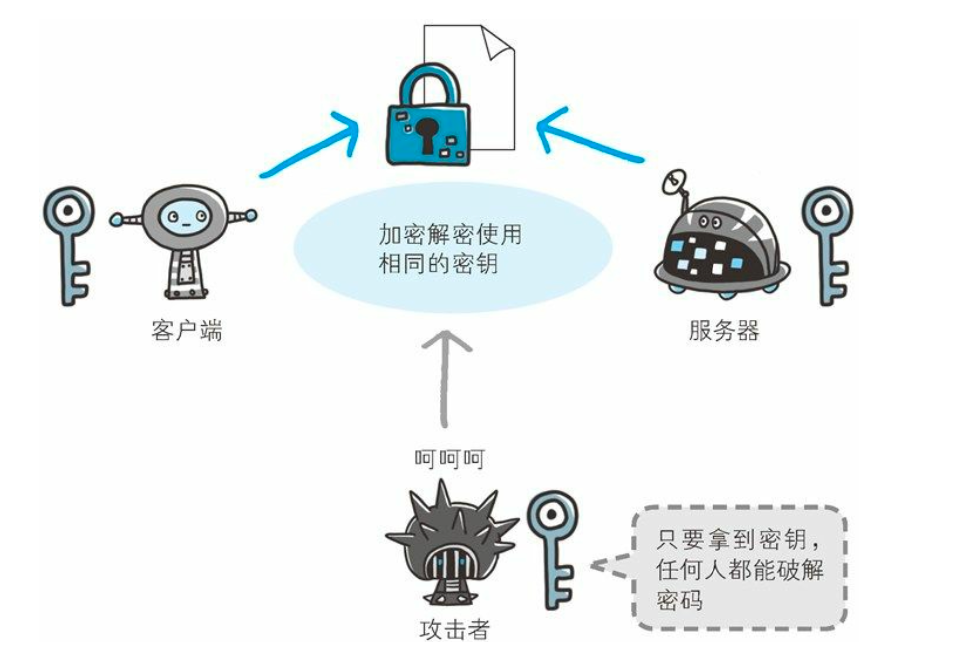 加密解密使用
相同的密钥
客户端
服务器
呵呵呵
只要拿到密钥，
任何人都能破解
密码
攻击者